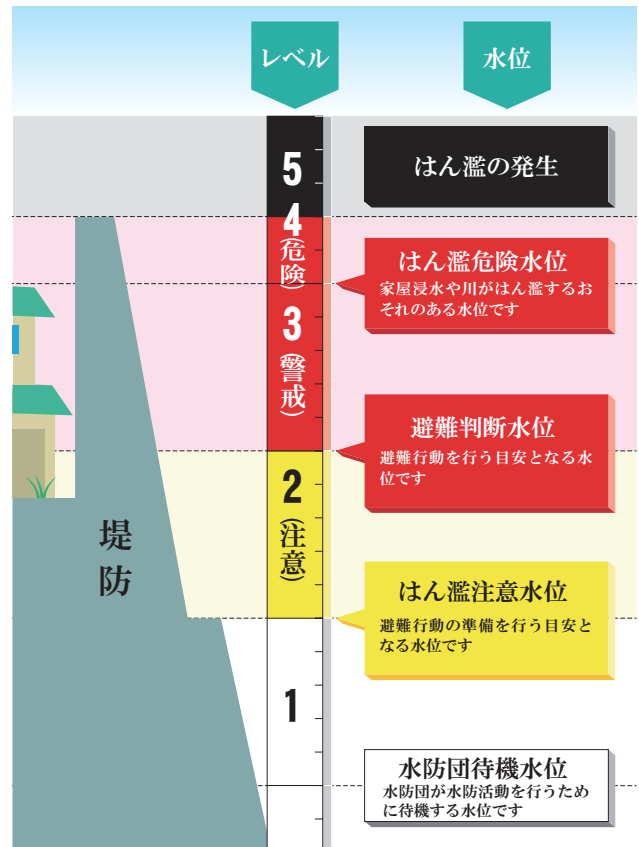 レベル
水位
5
はん濫の発生
4
(危険)
はん濫危険水位
家屋浸水や川がはん濫するお
それのある水位です
3
(警戒)
避難判断水位
避難行動を行う目安となる水
位です
2
(注意)
堤防
はん濫注意水位
避難行動の準備を行う目安と
なる水位です
1
水防団待機水位
水防団が水防活動を行うため
に待機する水位です